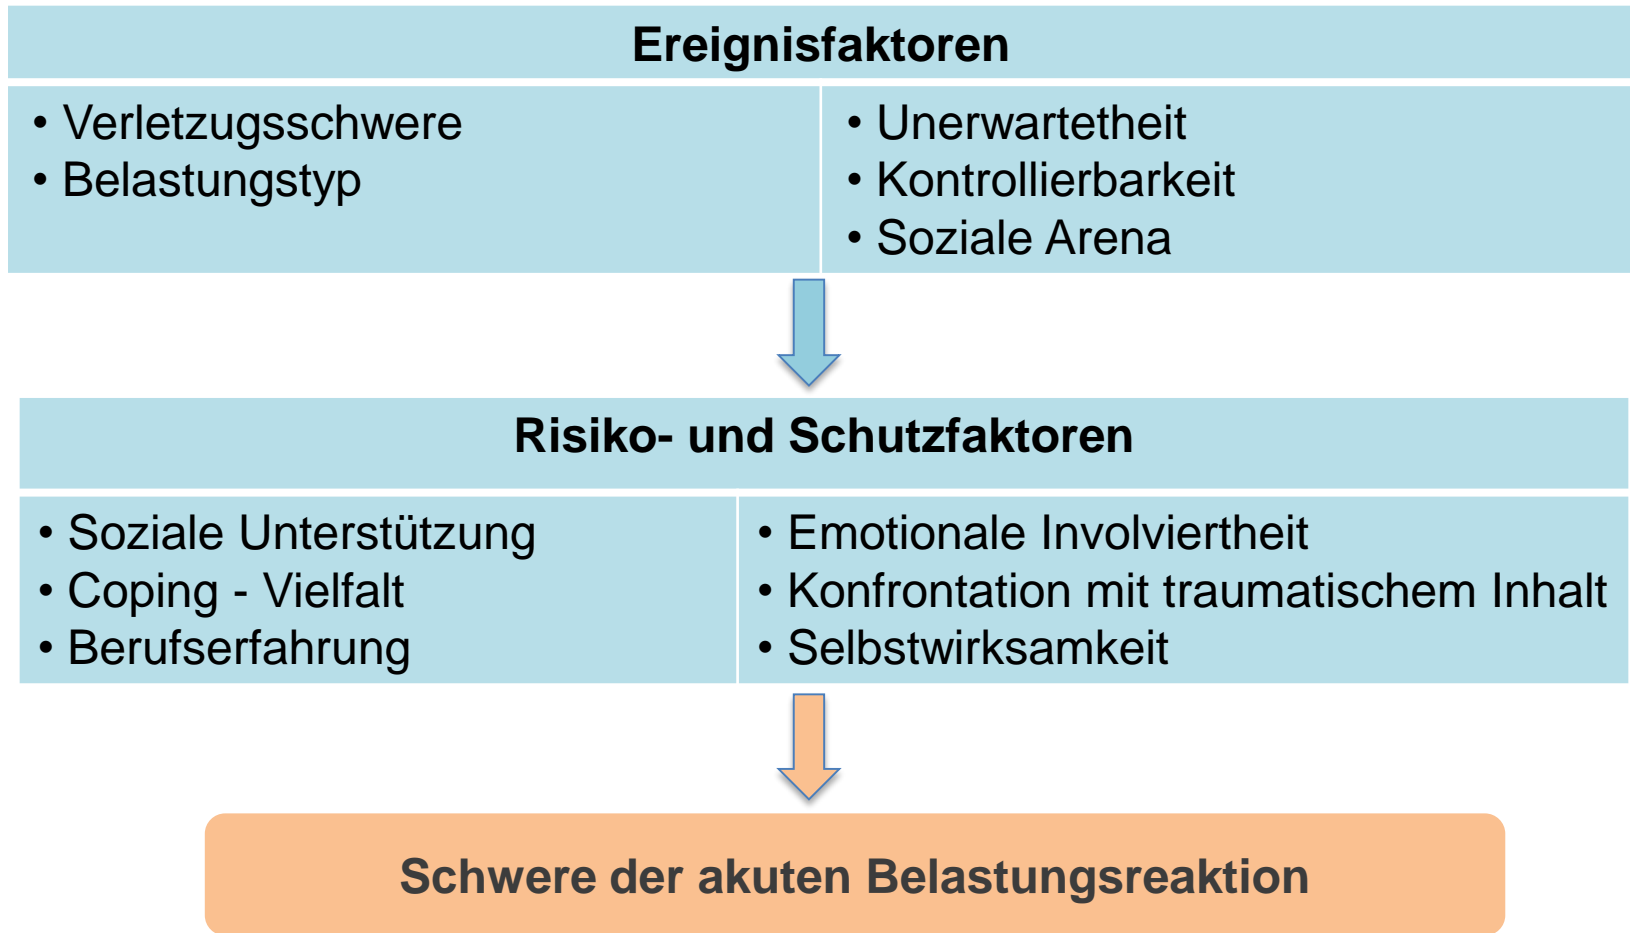 Ereignisfaktoren
• Verletzugsschwere
• Belastungstyp
• Unerwartetheit
• Kontrollierbarkeit
• Soziale Arena
Risiko- und Schutzfaktoren
• Soziale Unterstützung
• Coping - Vielfalt
• Berufserfahrung
• Emotionale Involviertheit
• Konfrontation mit traumatischem Inhalt
• Selbstwirksamkeit
Schwere der akuten Belastungsreaktion